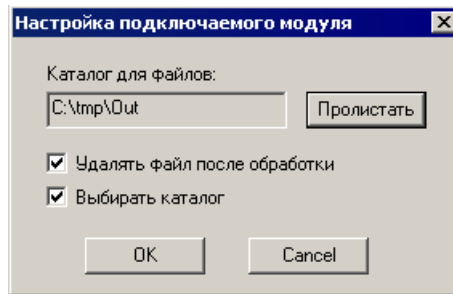 Настройка подключаемого модуля
Каталог для файлов:
C:\tmp\Out
Пролистать
Удалять файл после обработки
Выбирать каталог
OK Cancel